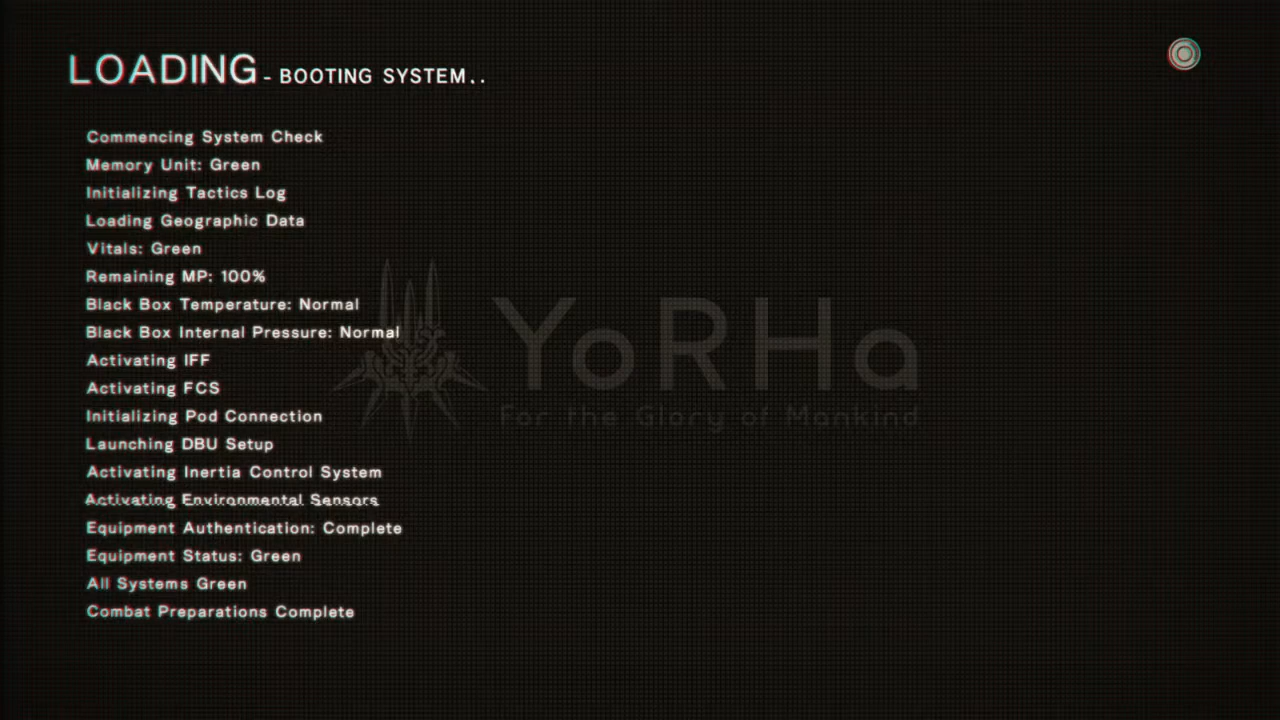 LOADING - BOOTING SYSTEM..
Commencing System Check
Memory Unit: Green
Initializing Tactics Log
Loading Geographic Data
Vitals: Green
Remaining MP: 100%
Black Box Temperature: Normal
Black Box Internal Pressure: Normal
Activating IFF
Activating FCS
Initializing Pod Connection
Launching DBU Setup
Activating Inertia Control System
Activating Environmental Sensors
Equipment Authentication: Complete
Equipment Status: Green
All Systems Green
Combat Preparations Complete
YoRHa
For the Glory of Mankind